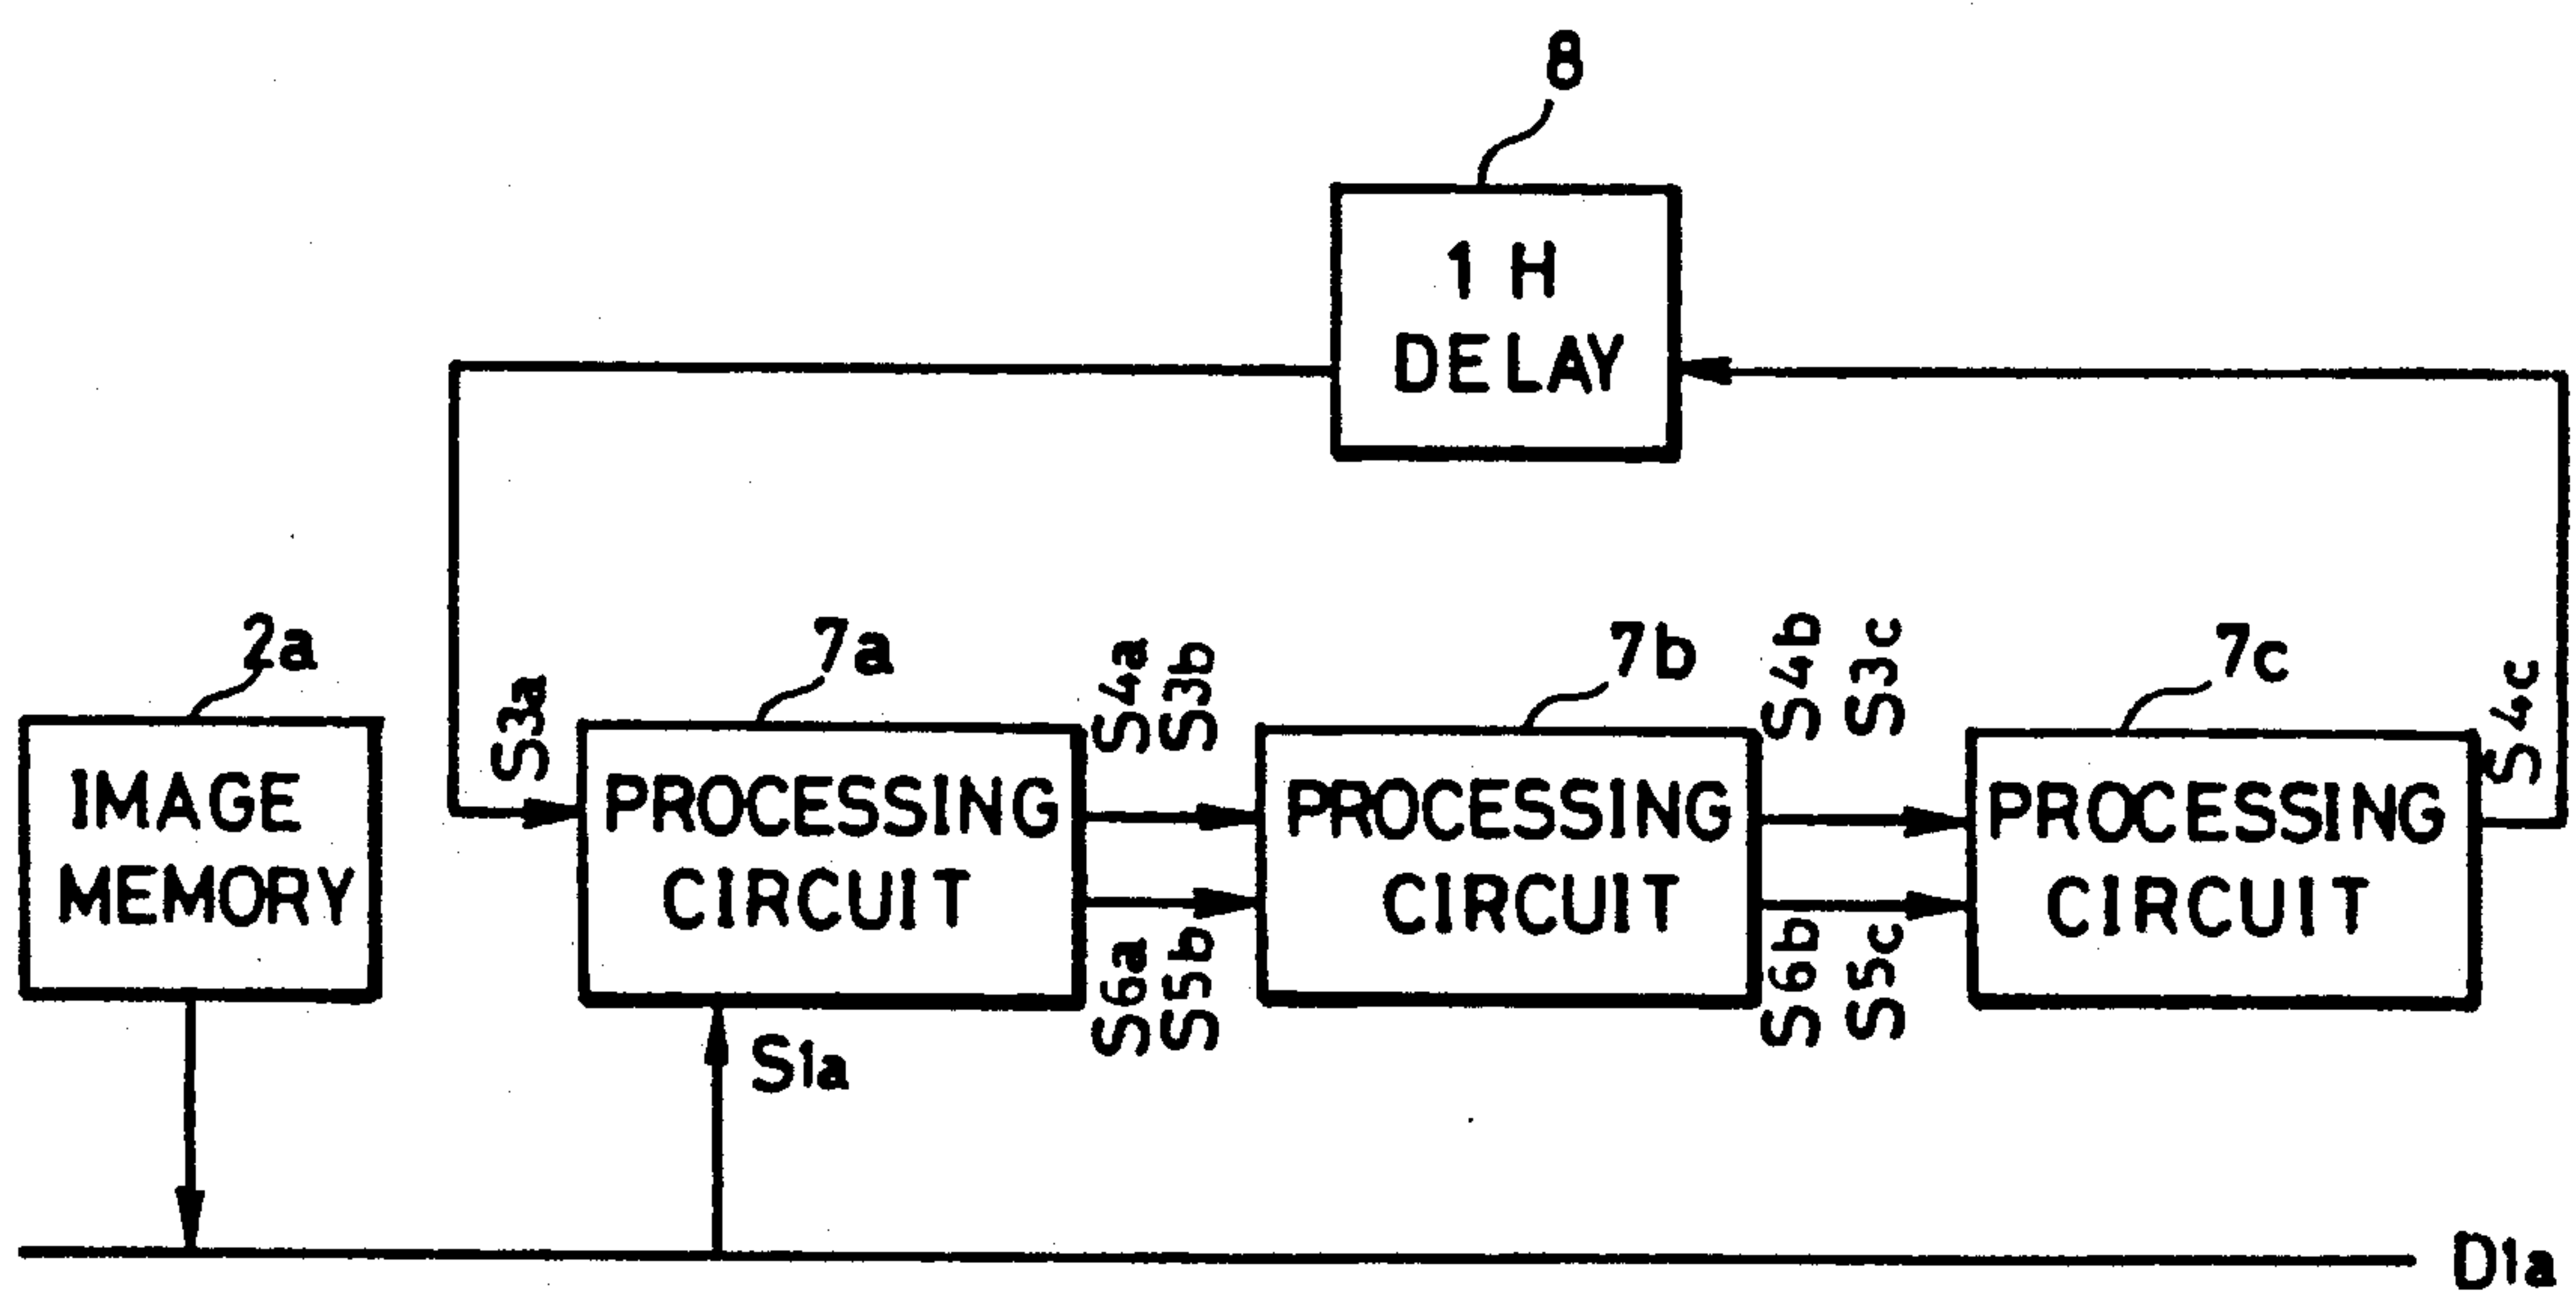 8
1 H
DELAY
2a
7a
7b
7c
S3a
S4a
S3b
S4b
S3c
S4c
IMAGE
MEMORY
PROCESSING
CIRCUIT
PROCESSING
CIRCUIT
PROCESSING
CIRCUIT
S6a
S5b
S6b
S5c
S1a
D1a